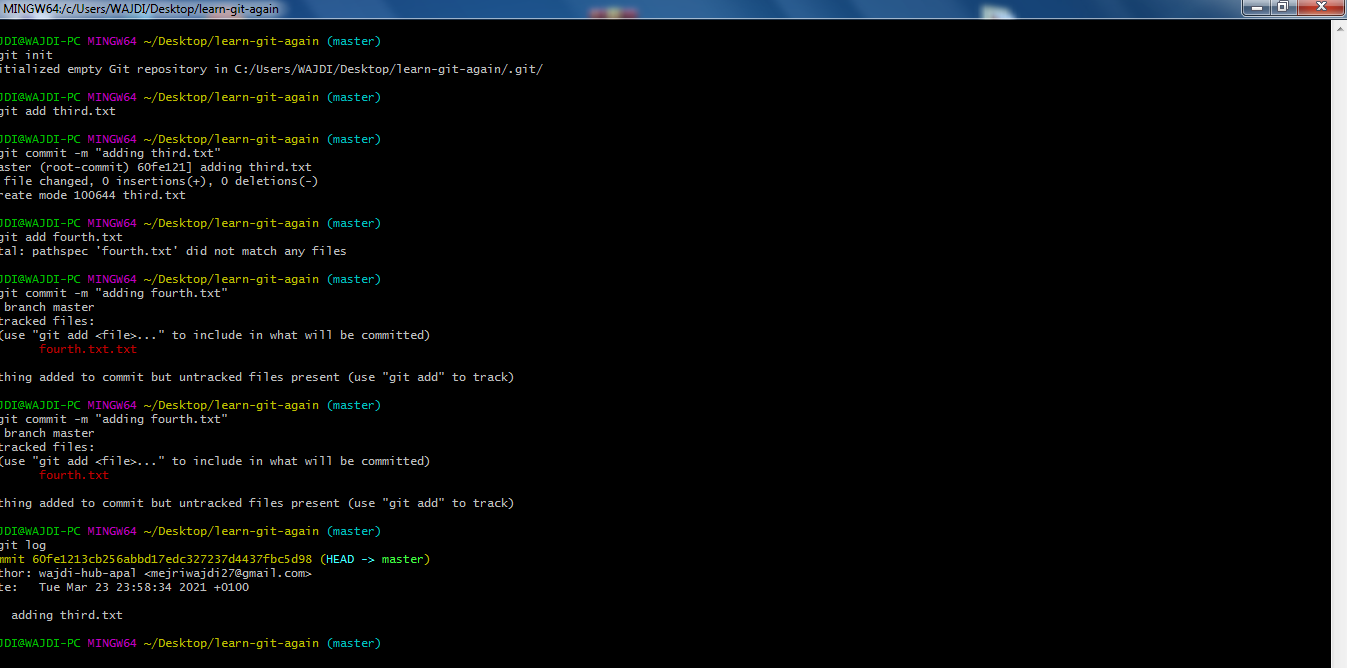 MINGW64:/c/Users/WAJDI/Desktop/learn-git-again
JDI@WAJDI-PC MINGW64 ~/Desktop/learn-git-again (master)
git init
itialized empty Git repository in C:/Users/WAJDI/Desktop/learn-git-again/.git/
JDI@WAJDI-PC MINGW64 ~/Desktop/learn-git-again (master)
git add third.txt
JDI@WAJDI-PC MINGW64 ~/Desktop/learn-git-again (master)
git commit -m "adding third.txt"
aster (root-commit) 60fe121] adding third.txt
file changed, 0 insertions(+), 0 deletions(-)
reate mode 100644 third.txt
JDI@WAJDI-PC MINGW64 ~/Desktop/learn-git-again (master)
git add fourth.txt
tal: pathspec 'fourth.txt' did not match any files
JDI@WAJDI-PC MINGW64 ~/Desktop/learn-git-again (master)
git commit -m "adding fourth.txt"
branch master
tracked files:
(use "git add <file>..." to include in what will be committed)
fourth.txt.txt
thing added to commit but untracked files present (use "git add" to track)
JDI@WAJDI-PC MINGW64 ~/Desktop/learn-git-again (master)
git commit -m "adding fourth.txt"
branch master
tracked files:
(use "git add <file>..." to include in what will be committed)
fourth.txt
thing added to commit but untracked files present (use "git add" to track)
JDI@WAJDI-PC MINGW64 ~/Desktop/learn-git-again (master)
git log
mmit 60fe1213cb256abbd17edc327237d4437fbc5d98 (HEAD -> master)
thor: wajdi-hub-apal <mejriwajdi27@gmail.com>
te:   Tue Mar 23 23:58:34 2021 +0100
adding third.txt
JDI@WAJDI-PC MINGW64 ~/Desktop/learn-git-again (master)